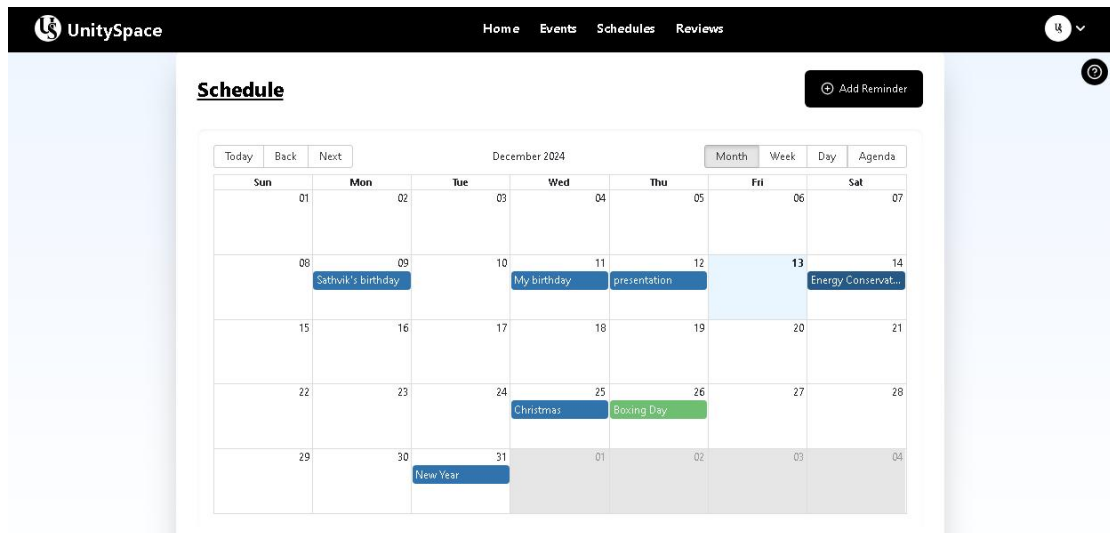 US UnitySpace Home Events Schedules Reviews US
Schedule
Add Reminder
Today Back Next December 2024 Month Week Day Agenda
Sun Mon Tue Wed Thu Fri Sat
01 02 03 04 05 06 07
08 09 10 11 12 13 14
Sathvik's birthday My birthday presentation Energy Conservat...
15 16 17 18 19 20 21
22 23 24 25 26 27 28
Christmas Boxing Day
29 30 31 01 02 03 04
New Year